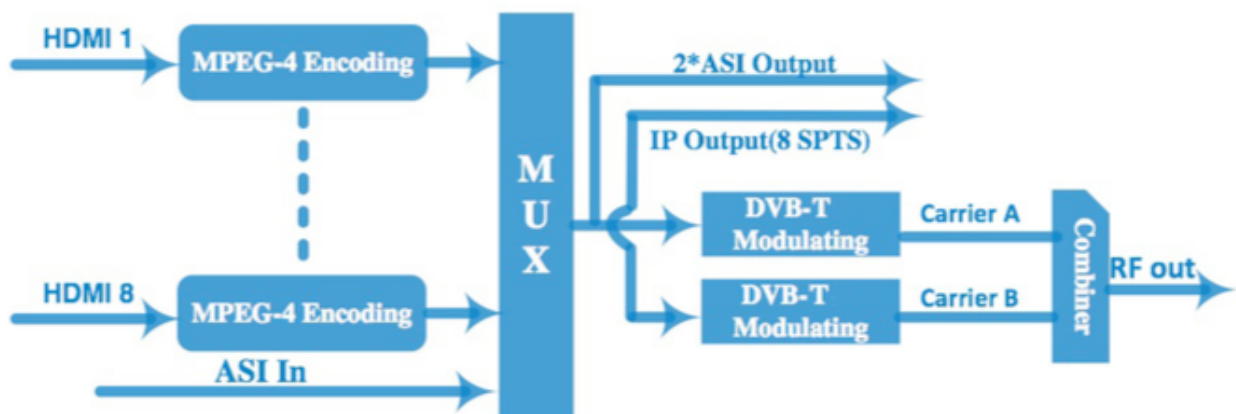 HDMI 1
MPEG-4 Encoding
HDMI 8
MPEG-4 Encoding
ASI In
MUX
2*ASI Output
IP Output(8 SPTS)
DVB-T
Modulating
Carrier A
DVB-T
Modulating
Carrier B
Combiner
RF out